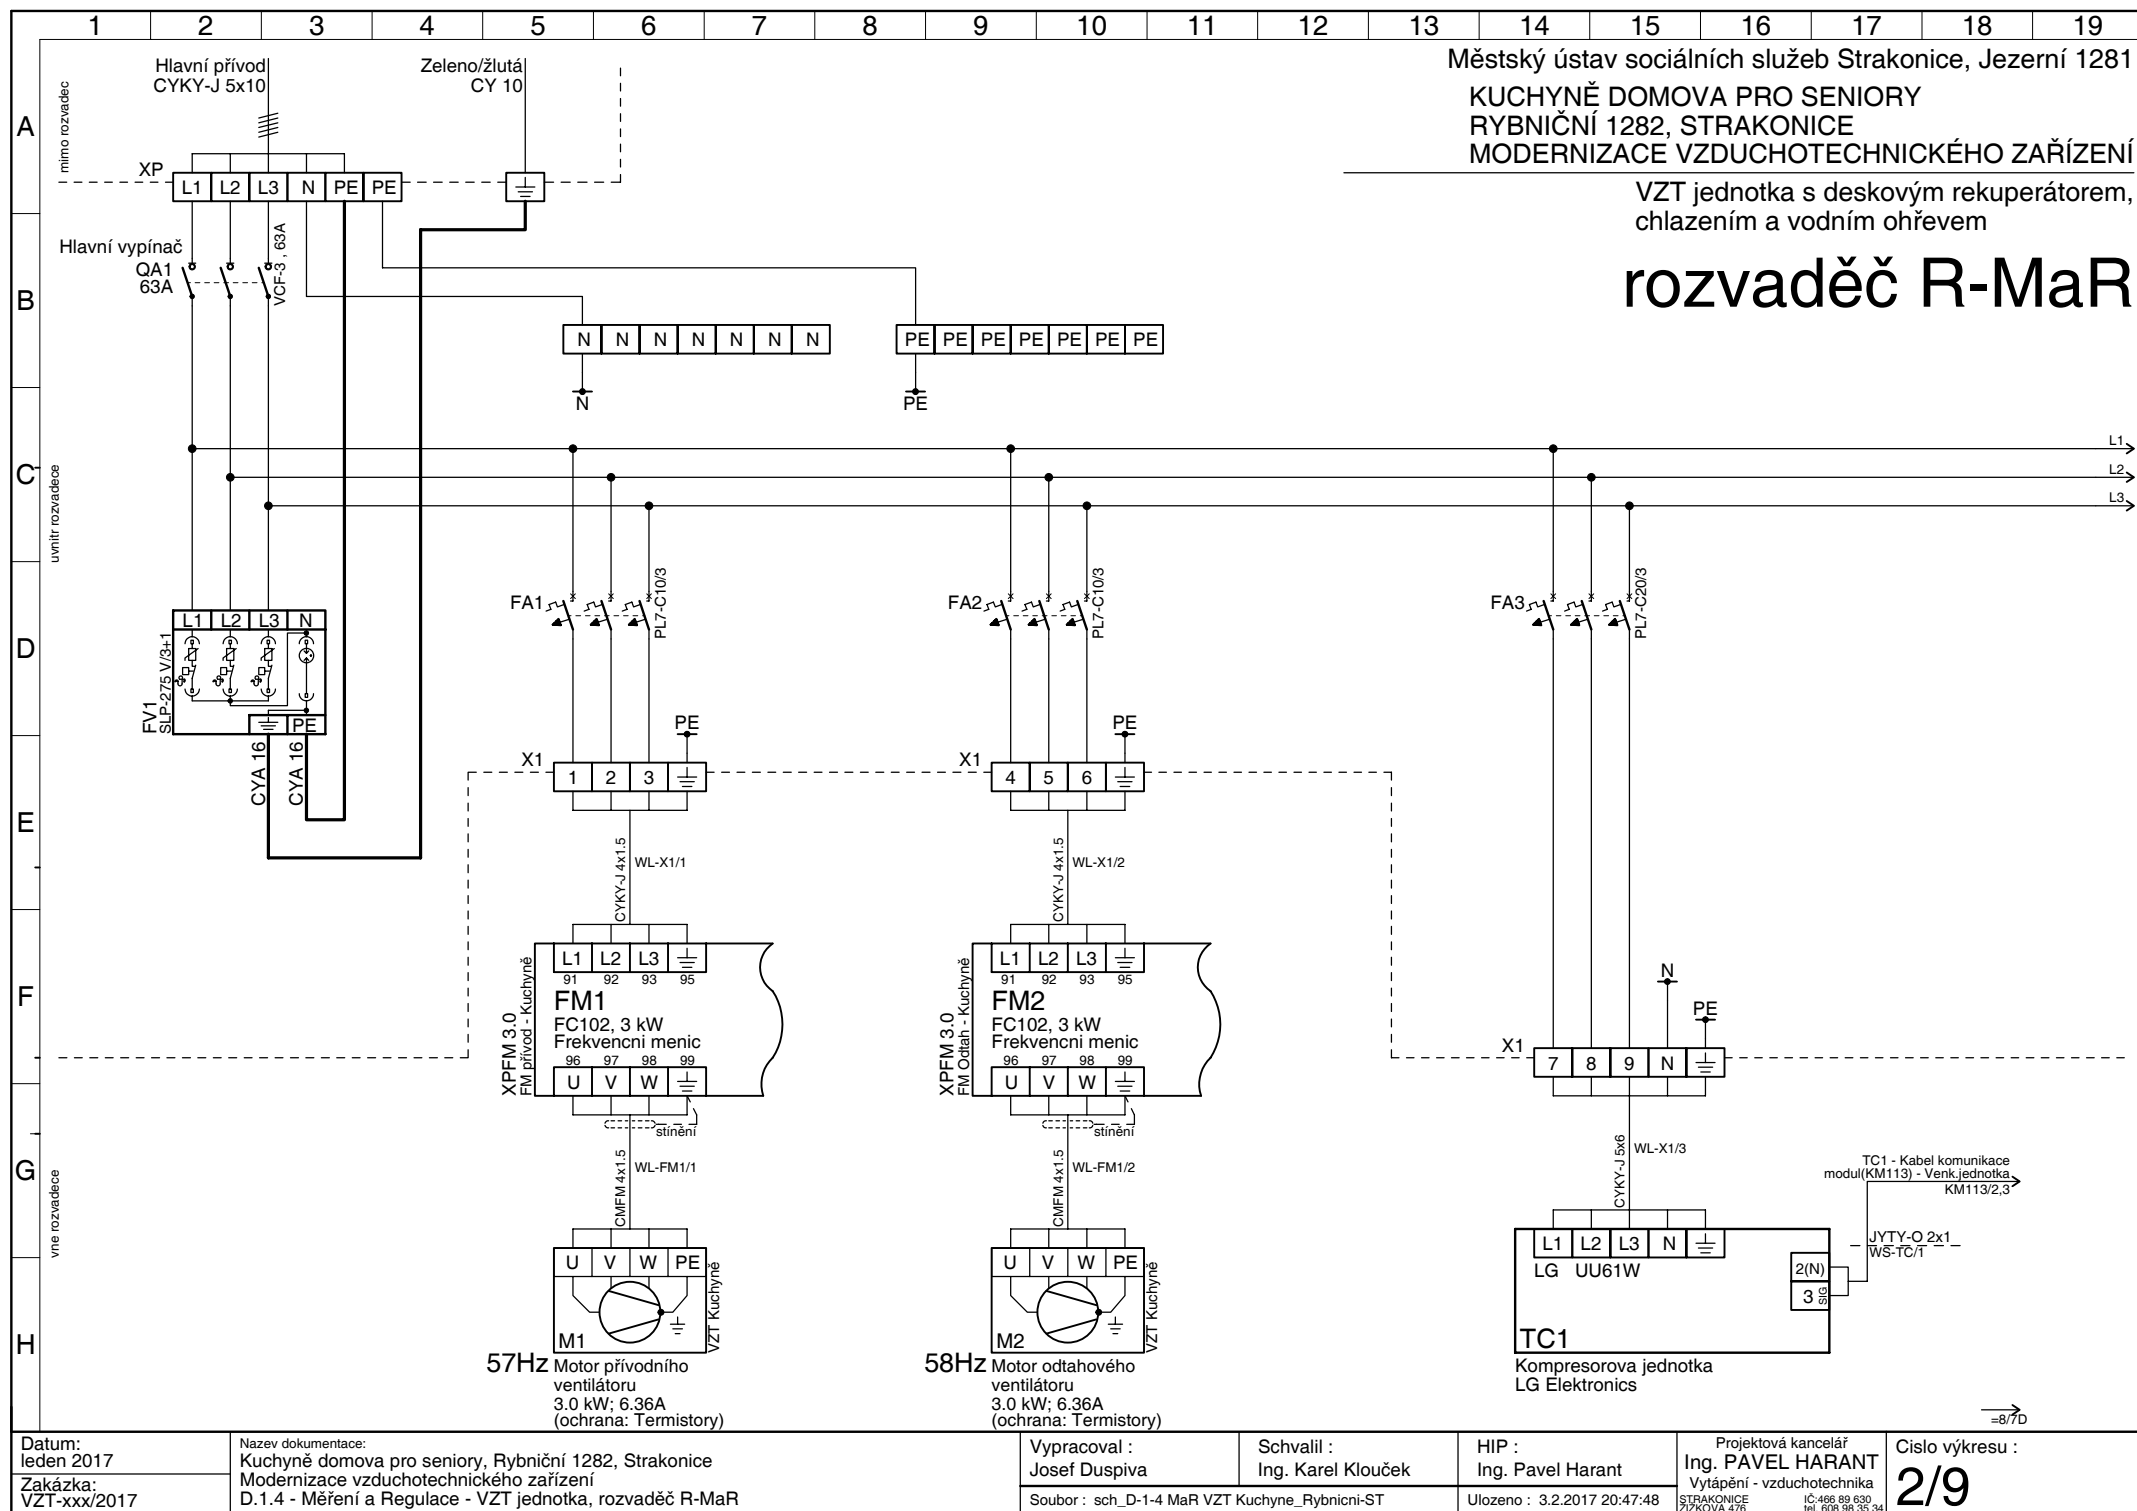 1 2 3 4 5 6 7 8 9 10 11 12 13 14 15 16 17 18 19
A
B
C
D
E
F
G
H
mimo rozvadec
uvnitr rozvadece
vne rozvadece
Městský ústav sociálních služeb Strakonice, Jezerní 1281
KUCHYNĚ DOMOVA PRO SENIORY
RYBNIČNÍ 1282, STRAKONICE
MODERNIZACE VZDUCHOTECHNICKÉHO ZAŘÍZENÍ
VZT jednotka s deskovým rekuperátorem,
chlazením a vodním ohřevem
rozvaděč R-MaR
Hlavní přívod
CYKY-J 5x10
Zeleno/žlutá
CY 10
XP
L1 L2 L3 N PE PE
Hlavní vypínač
QA1
63A
VCF-3 , 63A
N N N N N N N
PE PE PE PE PE PE PE
N
PE
L1
L2
L3
L1 L2 L3 N
FV1
SLP-275 V/3+1
PE
CYA 16
CYA 16
FA1
PL7-C10/3
FA2
PL7-C10/3
FA3
PL7-C20/3
PE
X1
1 2 3
PE
X1
4 5 6
CYKY-J 4x1.5
WL-X1/1
CYKY-J 4x1.5
WL-X1/2
XPFM 3.0
FM přívod - Kuchyně
L1 L2 L3
91 92 93 95
FM1
FC102, 3 kW
Frekvencni menic
96 97 98 99
U V W
stínění
XPFM 3.0
FM Odtah - Kuchyně
L1 L2 L3
91 92 93 95
FM2
FC102, 3 kW
Frekvencni menic
96 97 98 99
U V W
stínění
N
PE
X1
7 8 9 N
CMFM 4x1.5
WL-FM1/1
CMFM 4x1.5
WL-FM1/2
CYKY-J 5x6
WL-X1/3
TC1 - Kabel komunikace
modul(KM113) - Venk.jednotka
KM113/2,3
JYTY-O 2x1
WS-TC/1
U V W PE
M1
VZT Kuchyně
57Hz
Motor přívodního
ventilátoru
3.0 kW; 6.36A
(ochrana: Termistory)
U V W PE
M2
VZT Kuchyně
58Hz
Motor odtahového
ventilátoru
3.0 kW; 6.36A
(ochrana: Termistory)
L1 L2 L3 N
LG UU61W
2(N)
3 SIG
TC1
Kompresorova jednotka
LG Elektronics
=8/7D
Datum:
leden 2017
Zakázka:
VZT-xxx/2017
Nazev dokumentace:
Kuchyně domova pro seniory, Rybniční 1282, Strakonice
Modernizace vzduchotechnického zařízení
D.1.4 - Měření a Regulace - VZT jednotka, rozvaděč R-MaR
Vypracoval :
Josef Duspiva
Schvalil :
Ing. Karel Klouček
HIP :
Ing. Pavel Harant
Soubor : sch_D-1-4 MaR VZT Kuchyne_Rybnicni-ST
Ulozeno : 3.2.2017 20:47:48
Projektová kancelář
Ing. PAVEL HARANT
Vytápění - vzduchotechnika
STRAKONICE IČ:466 89 630
ŽIŽKOVA 476 tel. 608 98 35 34
Cislo výkresu :
2/9